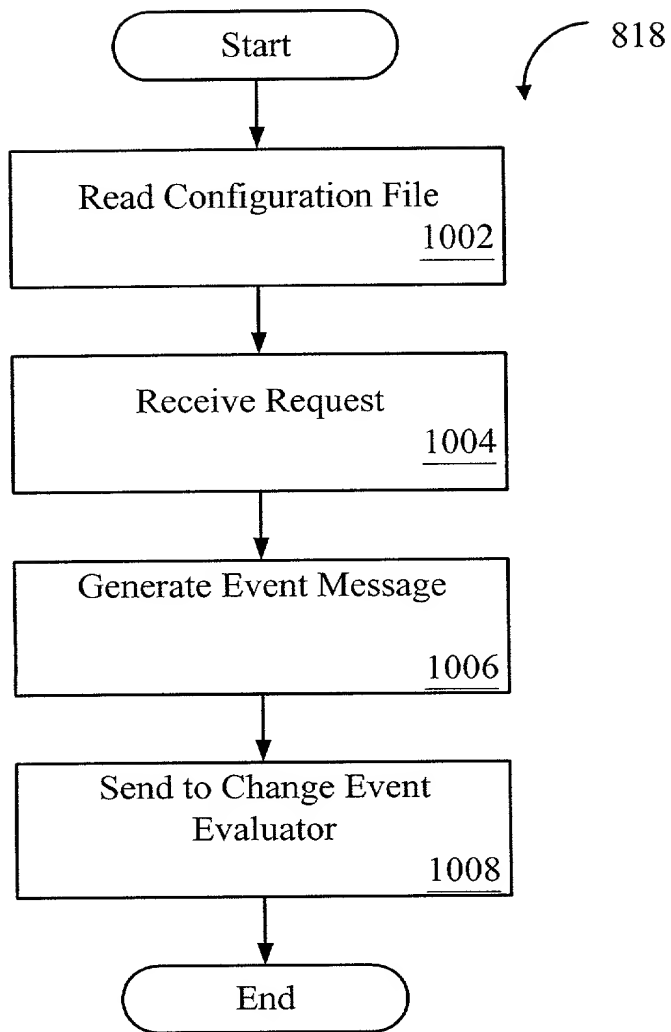 Start
818
Read Configuration File
1002
Receive Request
1004
Generate Event Message
1006
Send to Change Event
Evaluator
1008
End